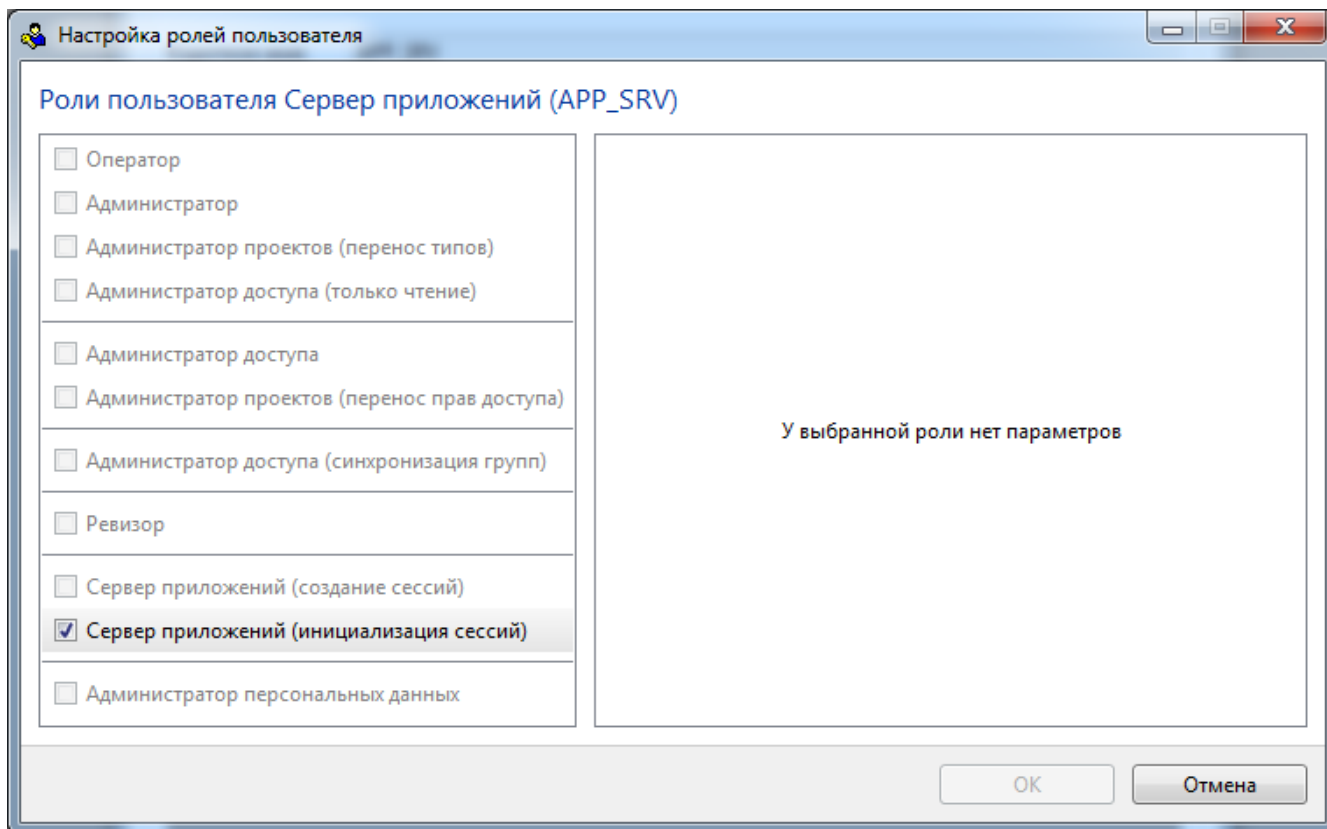 Настройка ролей пользователя
Роли пользователя Сервер приложений (APP_SRV)
Оператор
Администратор
Администратор проектов (перенос типов)
Администратор доступа (только чтение)
Администратор доступа
Администратор проектов (перенос прав доступа)
Администратор доступа (синхронизация групп)
Ревизор
Сервер приложений (создание сессий)
Сервер приложений (инициализация сессий)
Администратор персональных данных
У выбранной роли нет параметров
ОК
Отмена